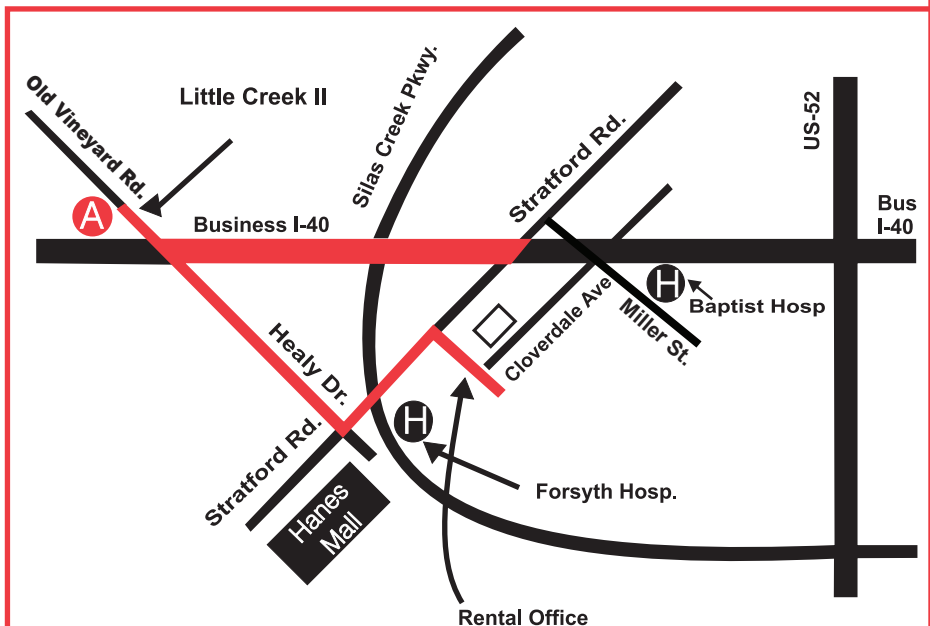 Old Vineyard Rd.
Little Creek II
Silas Creek Pkwy.
Stratford Rd.
US-52
A
Business I-40
Bus
I-40
H
Baptist Hosp
Cloverdale Ave
Miller St.
Healy Dr.
H
Stratford Rd.
Forsyth Hosp.
Hanes
Mall
Rental Office